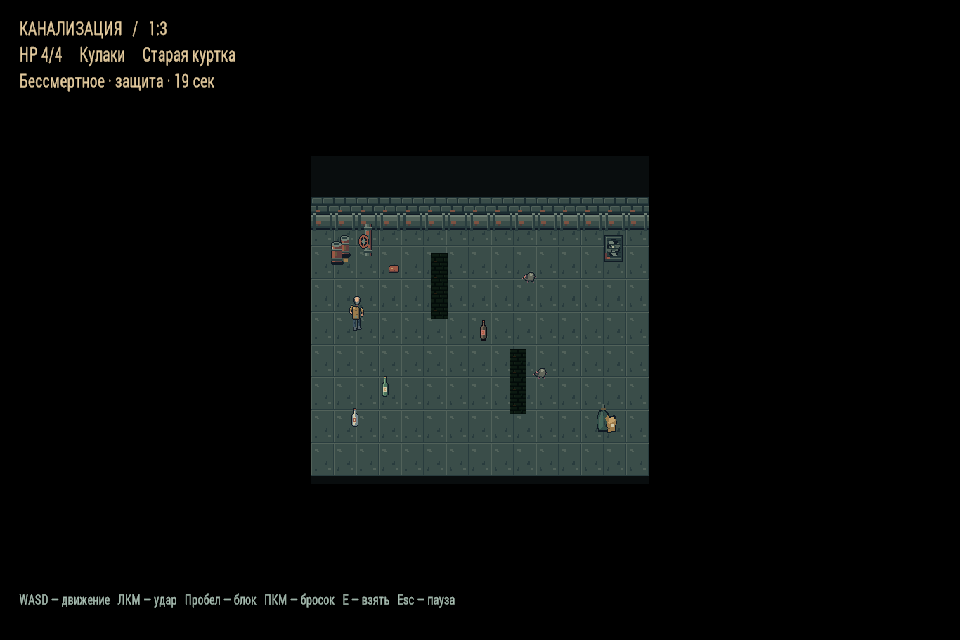 КАНАЛИЗАЦИЯ / 1:3
HP 4/4 Кулаки Старая куртка
Бессмертное · защита · 19 сек
WASD — движение ЛКМ — удар Пробел — блок ПКМ — бросок E — взять Esc — пауза